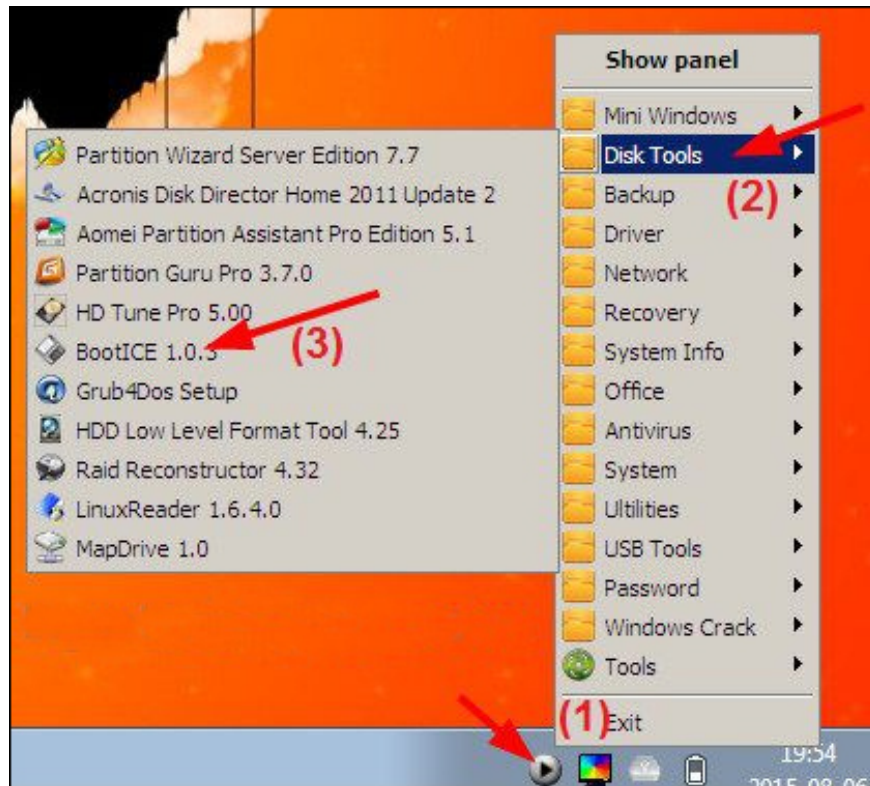 Show panel
Mini Windows
Disk Tools
(2)
Backup
Driver
Network
Recovery
System Info
Office
Antivirus
System
Ultilities
USB Tools
Password
Windows Crack
Tools
(1)
Exit
Partition Wizard Server Edition 7.7
Acronis Disk Director Home 2011 Update 2
Aomei Partition Assistant Pro Edition 5.1
Partition Guru Pro 3.7.0
HD Tune Pro 5.00
BootICE 1.0.3
(3)
Grub4Dos Setup
HDD Low Level Format Tool 4.25
Raid Reconstructor 4.32
LinuxReader 1.6.4.0
MapDrive 1.0
19:54
2015-08-06